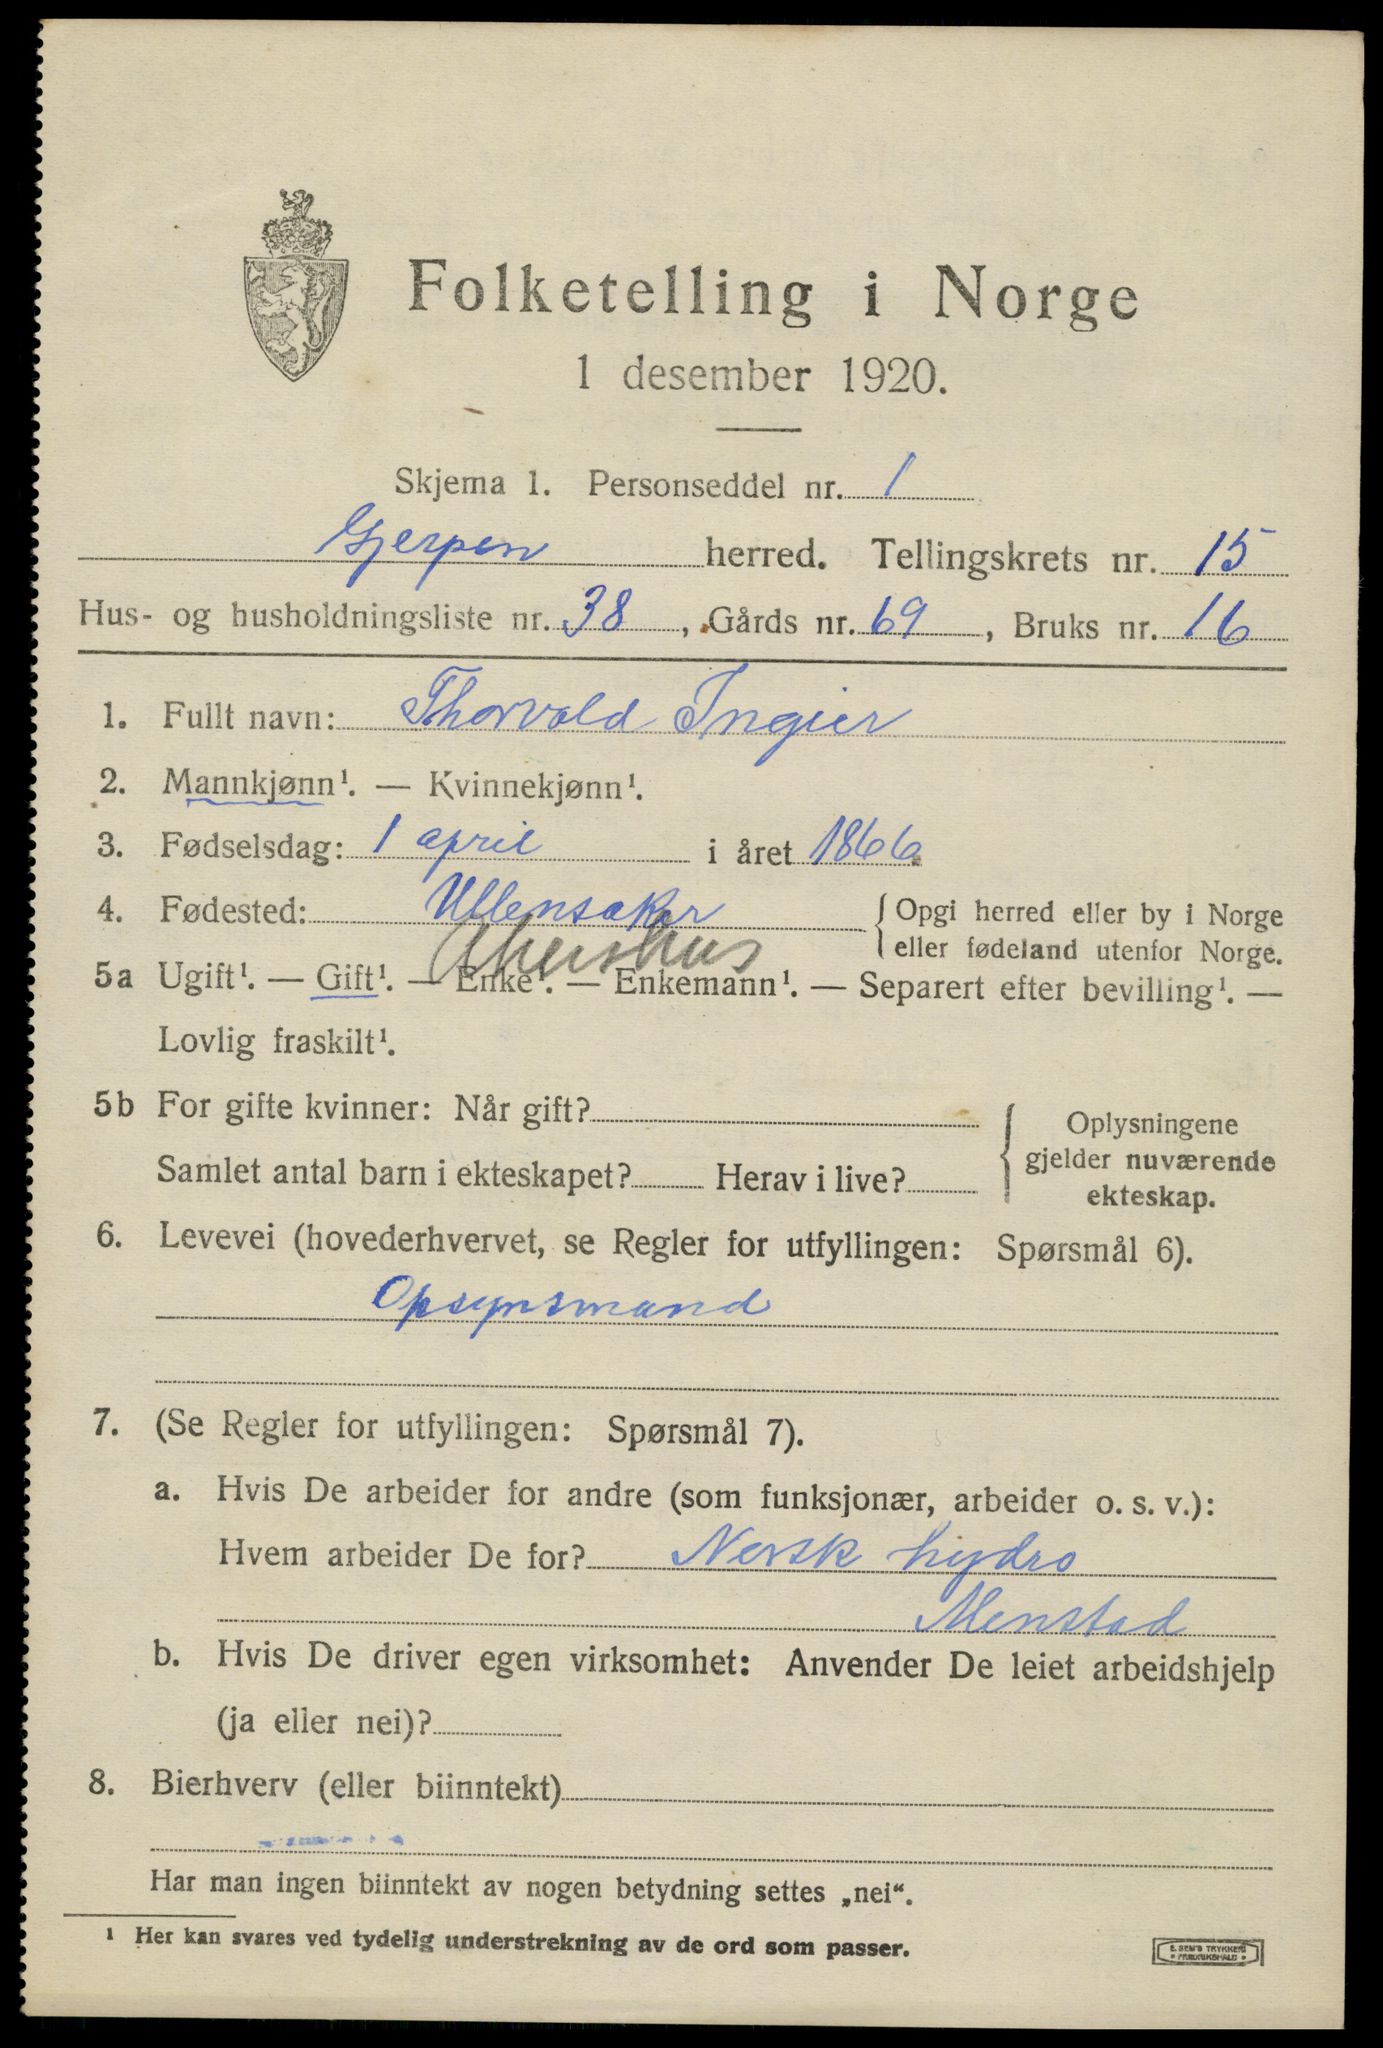 Folketelling i Norge
1 desember 1920.
Skjema 1. Personseddel nr. 1
Gjerpen herred. Tellingskrets nr. 15
Hus- og husholdningsliste nr. 38, Gårds nr. 69, Bruks nr. 16
1. Fullt navn: Thorvald Ingier
2. Mannkjønn¹. — Kvinnekjønn¹.
3. Fødselsdag: 1 april i året 1866
4. Fødested: Ullensaker { Opgi herred eller by i Norge
eller fødeland utenfor Norge.
Akershus
5a Ugift¹. — Gift¹. — Enke¹. — Enkemann¹. — Separert efter bevilling¹. —
Lovlig fraskilt¹.
5b For gifte kvinner: Når gift?
Samlet antal barn i ekteskapet? Herav i live?
{ Oplysningene
gjelder nuværende
ekteskap.
6. Levevei (hovederhvervet, se Regler for utfyllingen: Spørsmål 6).
Opsynsmand
7. (Se Regler for utfyllingen: Spørsmål 7).
a. Hvis De arbeider for andre (som funksjonær, arbeider o. s. v.):
Hvem arbeider De for? Norsk hydro
Menstad
b. Hvis De driver egen virksomhet: Anvender De leiet arbeidshjelp
(ja eller nei)?
8. Bierhverv (eller biinntekt)
Har man ingen biinntekt av nogen betydning settes „nei“.
¹ Her kan svares ved tydelig understrekning av de ord som passer.
E. SEM'S TRYKKERI
• FREDRIKSHALD •